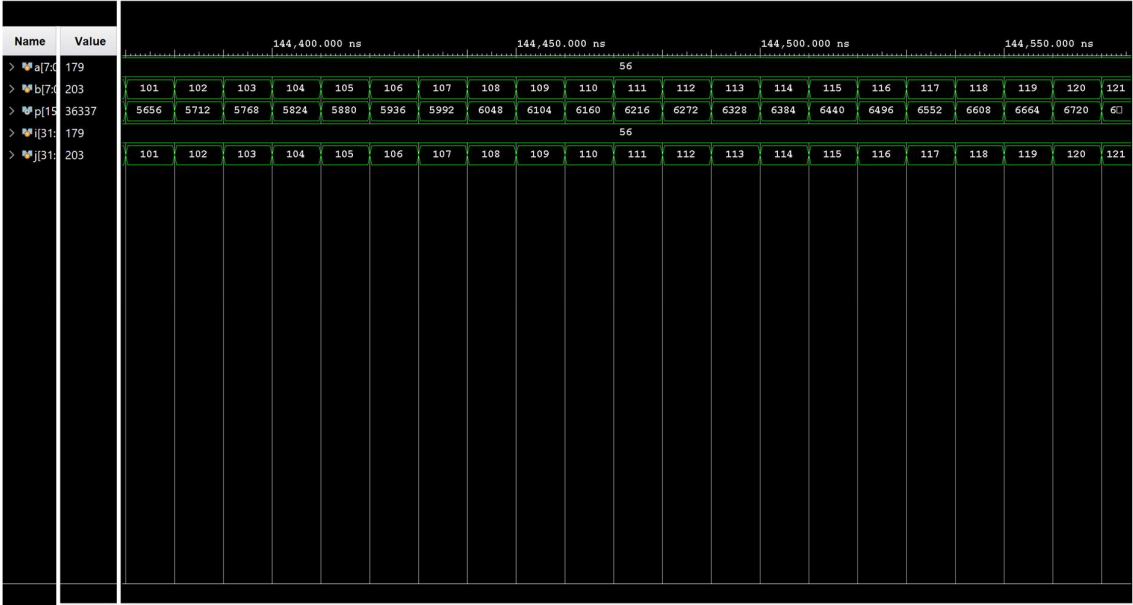 Name Value
144,400.000 ns 144,450.000 ns 144,500.000 ns 144,550.000 ns
> a[7:0 179 56
> b[7:0 203 101 102 103 104 105 106 107 108 109 110 111 112 113 114 115 116 117 118 119 120 121
> p[15 36337 5656 5712 5768 5824 5880 5936 5992 6048 6104 6160 6216 6272 6328 6384 6440 6496 6552 6608 6664 6720 6
> i[31: 179 56
> j[31: 203 101 102 103 104 105 106 107 108 109 110 111 112 113 114 115 116 117 118 119 120 121